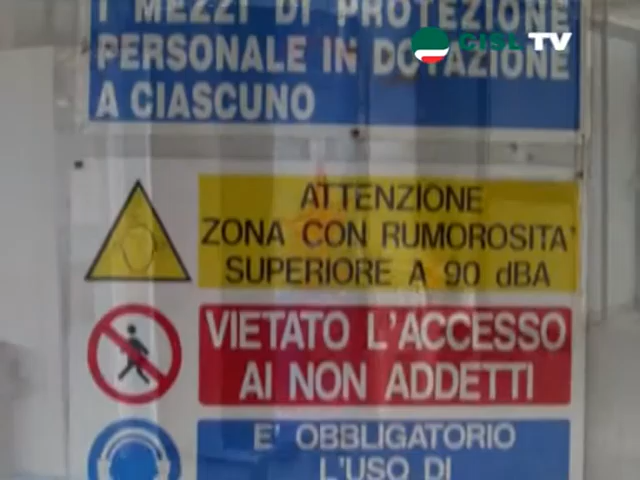 I MEZZI DI PROTEZIONE
PERSONALE IN DOTAZIONE
A CIASCUNO
CISL TV
ATTENZIONE
ZONA CON RUMOROSITA'
SUPERIORE A 90 dBA
VIETATO L'ACCESSO
AI NON ADDETTI
E' OBBLIGATORIO
L'USO DI